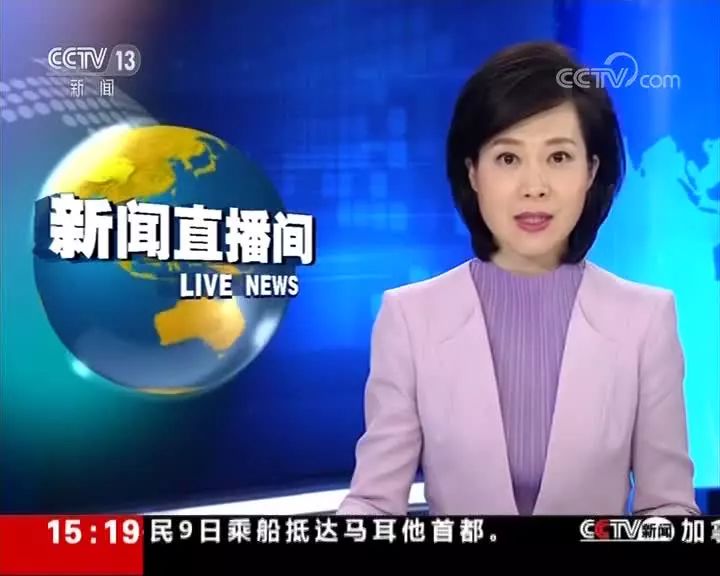 CCTV 13
新闻
CCTV.com
新闻直播间
LIVE NEWS
15:19
民9日乘船抵达马耳他首都。
CCTV新闻
加